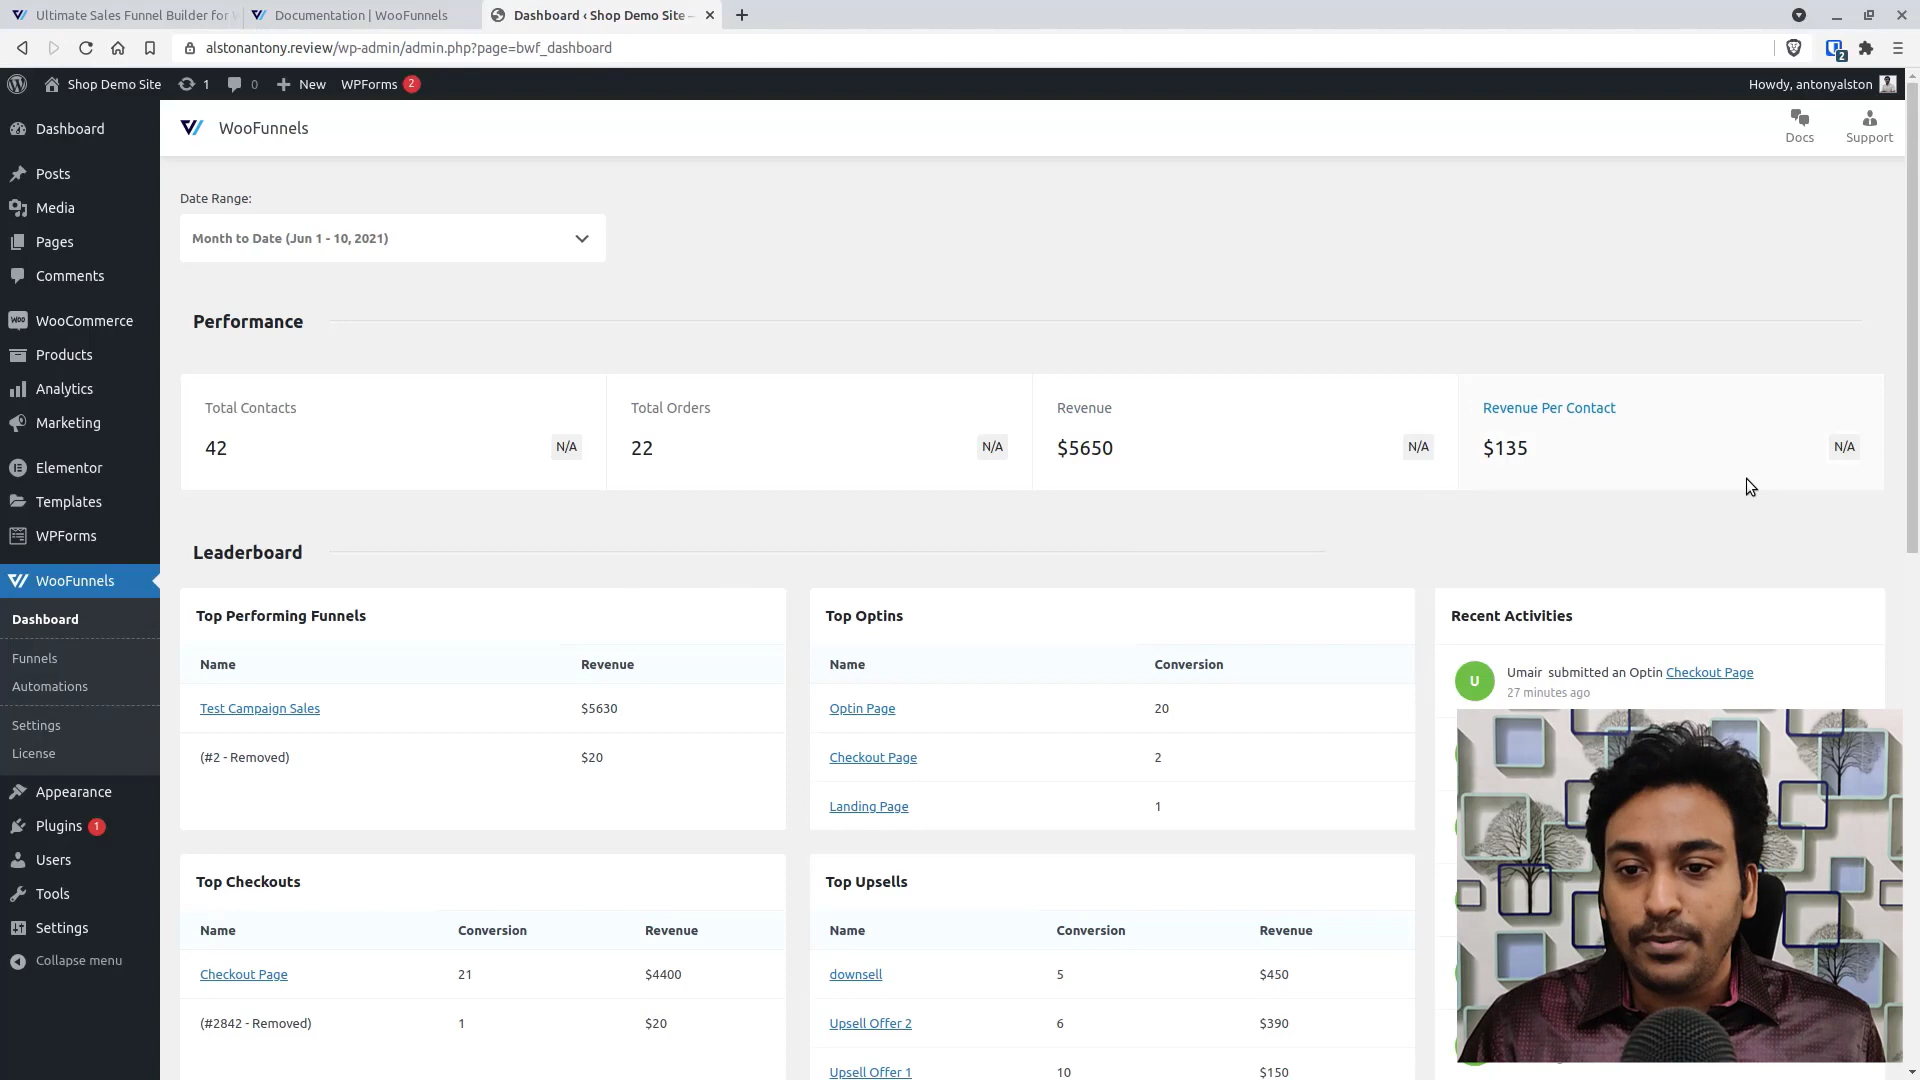 Ultimate Sales Funnel Builder for W
Documentation | WooFunnels
Dashboard ‹ Shop Demo Site –
alstonantony.review/wp-admin/admin.php?page=bwf_dashboard
2
Shop Demo Site
1
0
New
WPForms 2
Howdy, antonyalston
Dashboard
Posts
Media
Pages
Comments
WooCommerce
Products
Analytics
Marketing
Elementor
Templates
WPForms
WooFunnels
Dashboard
Funnels
Automations
Settings
License
Appearance
Plugins 1
Users
Tools
Settings
Collapse menu
WooFunnels
Docs
Support
Date Range:
Month to Date (Jun 1 - 10, 2021)
Performance
Total Contacts
42
N/A
Total Orders
22
N/A
Revenue
$5650
N/A
Revenue Per Contact
$135
N/A
Leaderboard
Top Performing Funnels
Name Revenue
Test Campaign Sales $5630
(#2 - Removed) $20
Top Optins
Name Conversion
Optin Page 20
Checkout Page 2
Landing Page 1
Recent Activities
U
Umair submitted an Optin Checkout Page
27 minutes ago
Top Checkouts
Name Conversion Revenue
Checkout Page 21 $4400
(#2842 - Removed) 1 $20
Top Upsells
Name Conversion Revenue
downsell 5 $450
Upsell Offer 2 6 $390
Upsell Offer 1 10 $150